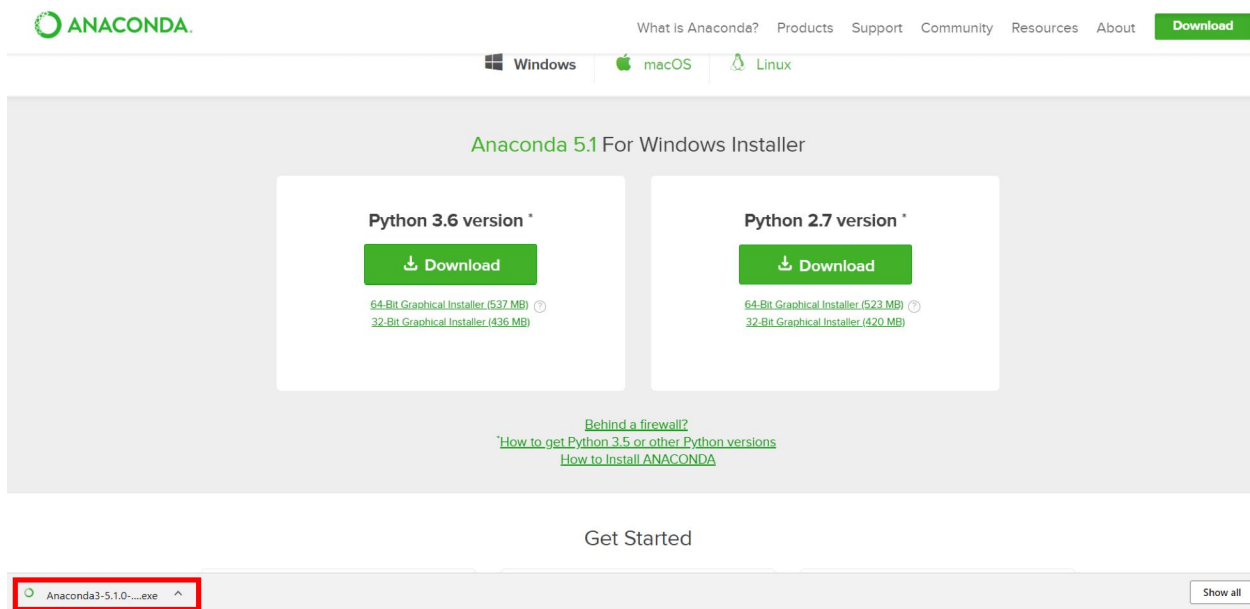 ANACONDA.
What is Anaconda? Products Support Community Resources About Download
Windows macOS Linux
Anaconda 5.1 For Windows Installer
Python 3.6 version *
Download
64-Bit Graphical Installer (537 MB) ?
32-Bit Graphical Installer (436 MB)
Python 2.7 version *
Download
64-Bit Graphical Installer (523 MB) ?
32-Bit Graphical Installer (420 MB)
Behind a firewall?
*How to get Python 3.5 or other Python versions
How to Install ANACONDA
Get Started
Anaconda3-5.1.0-....exe
Show all